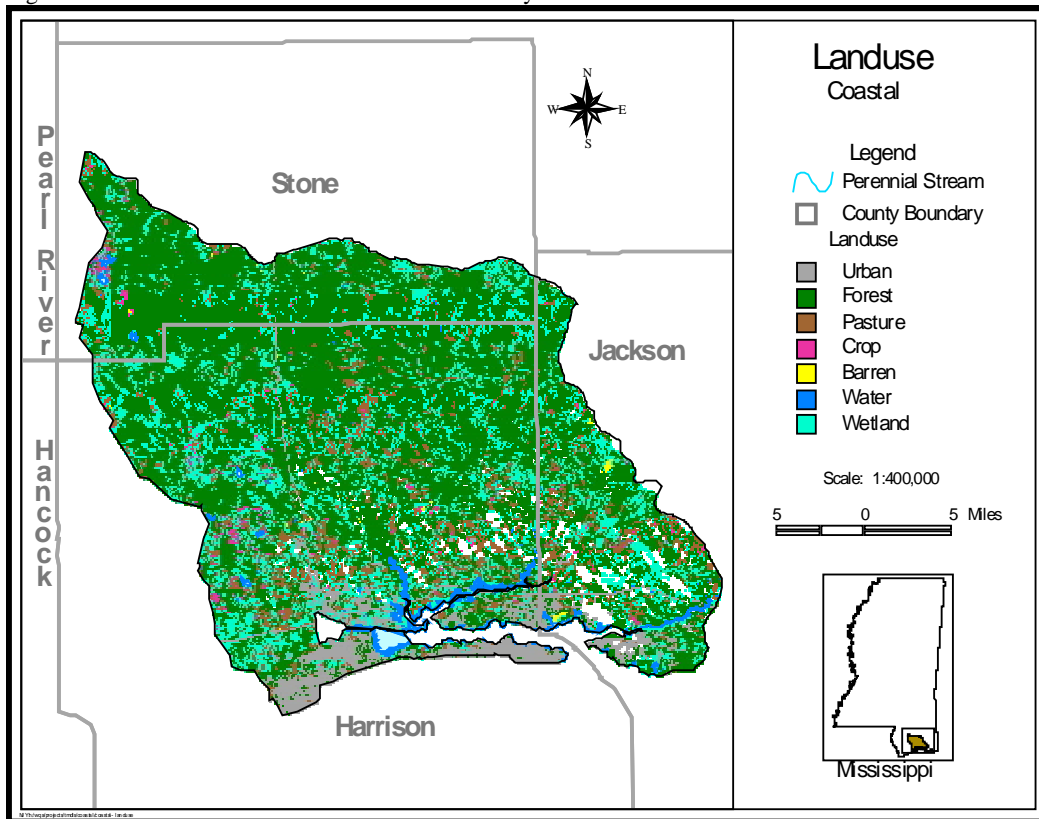 Landuse
Coastal
N
W E
S
Pearl River
Stone
Legend
Perennial Stream
County Boundary
Landuse
Urban
Forest
Pasture
Crop
Barren
Water
Wetland
Jackson
Hancock
Scale: 1:400,000
5 0 5 Miles
Harrison
Mississippi